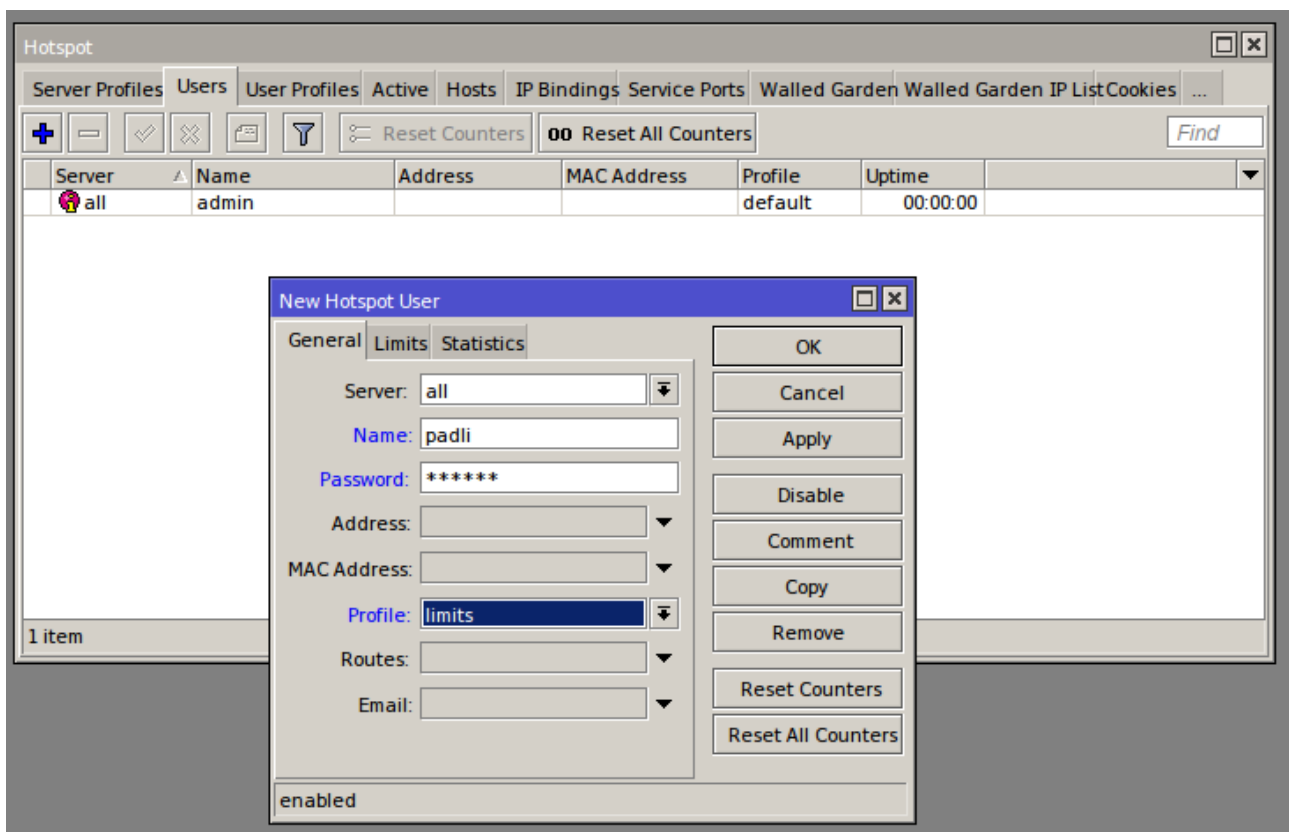 Hotspot
Server Profiles Users User Profiles Active Hosts IP Bindings Service Ports Walled Garden Walled Garden IP List Cookies ...
Reset Counters 00 Reset All Counters Find
Server Name Address MAC Address Profile Uptime
all admin default 00:00:00
1 item
New Hotspot User
General Limits Statistics
Server: all
Name: padli
Password: ******
Address:
MAC Address:
Profile: limits
Routes:
Email:
OK
Cancel
Apply
Disable
Comment
Copy
Remove
Reset Counters
Reset All Counters
enabled